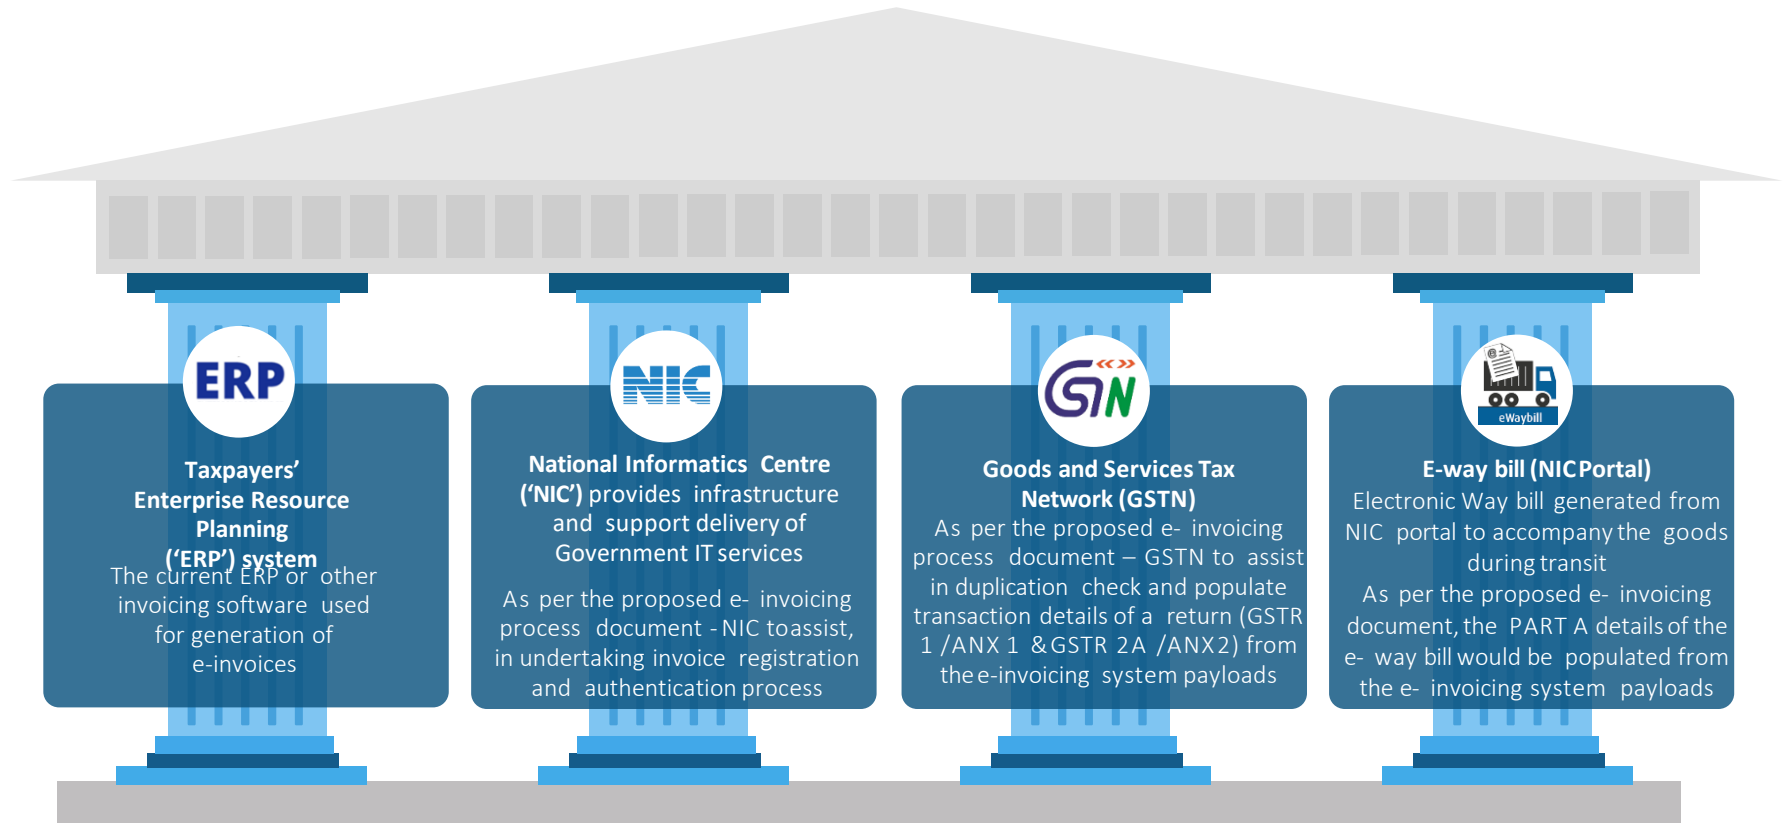 ERP
Taxpayers’
Enterprise Resource
Planning
(‘ERP’) system
The current ERP or other
invoicing software used
for generation of
e-invoices
NIC
National Informatics Centre
(‘NIC’) provides infrastructure
and support delivery of
Government IT services
As per the proposed e- invoicing
process document - NIC to assist,
in undertaking invoice registration
and authentication process
GSTN
Goods and Services Tax
Network (GSTN)
As per the proposed e- invoicing
process document – GSTN to assist
in duplication check and populate
transaction details of a return (GSTR
1 /ANX 1 & GSTR 2A /ANX2) from
the e-invoicing system payloads
eWaybill
E-way bill (NIC Portal)
Electronic Way bill generated from
NIC portal to accompany the goods
during transit
As per the proposed e- invoicing
document, the PART A details of the
e- way bill would be populated from
the e- invoicing system payloads